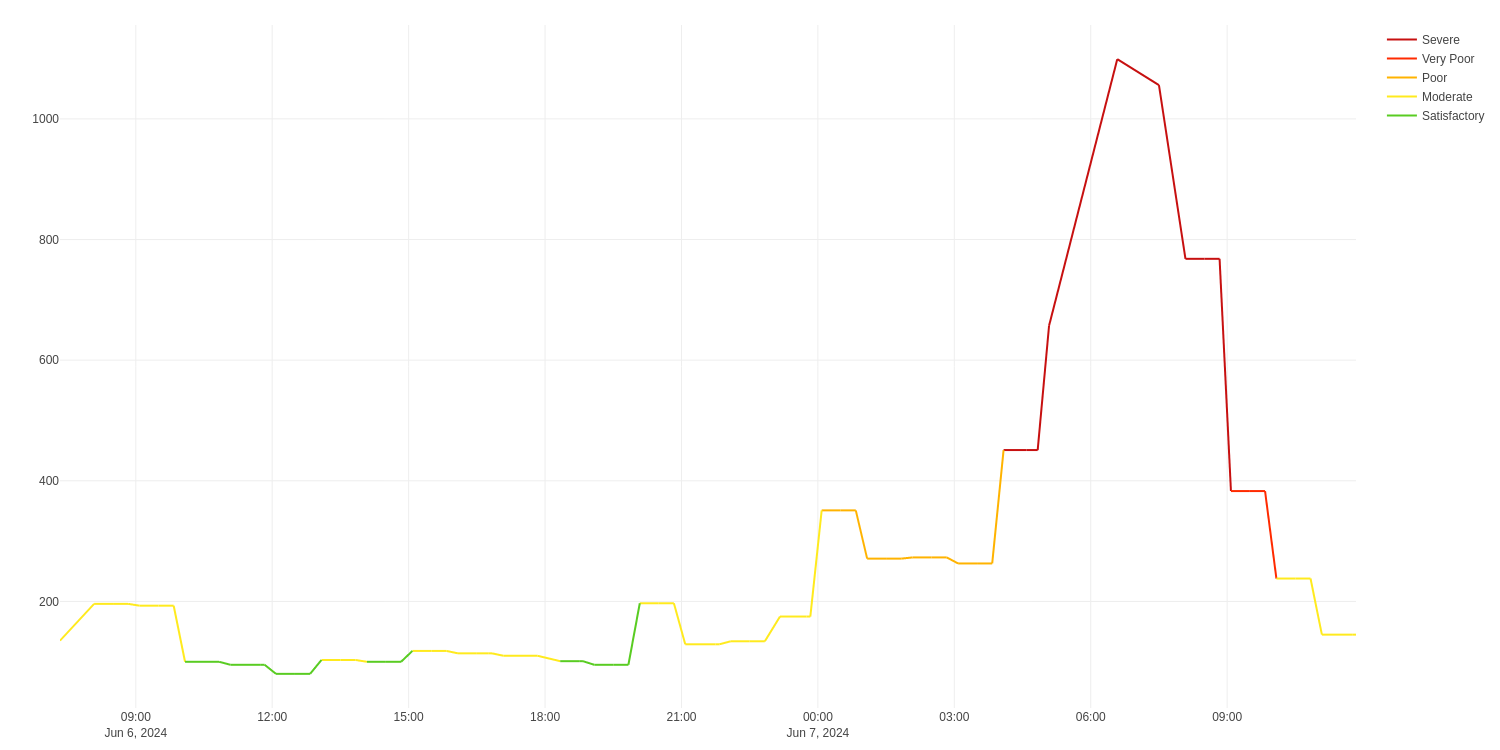 Severe
Very Poor
Poor
Moderate
Satisfactory
1000
800
600
400
200
09:00 12:00 15:00 18:00 21:00 00:00 03:00 06:00 09:00
Jun 6, 2024 Jun 7, 2024